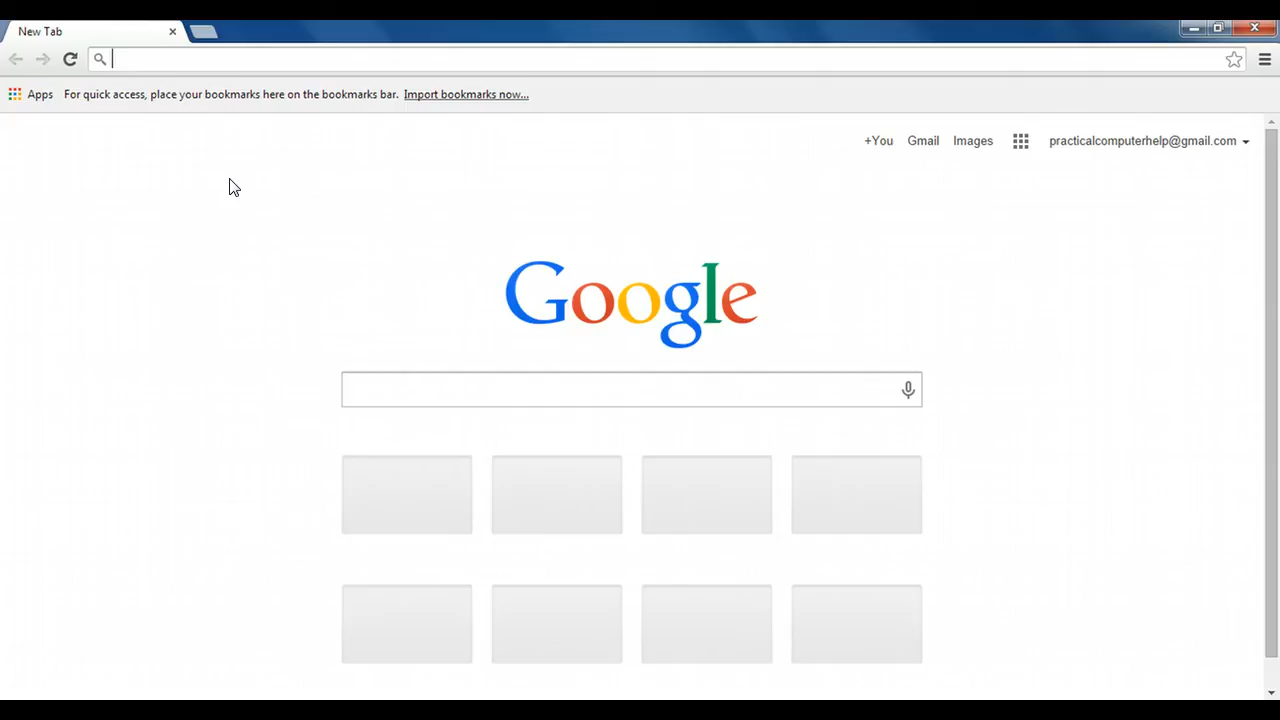 New Tab
Apps For quick access, place your bookmarks here on the bookmarks bar. Import bookmarks now...
+You Gmail Images practicalcomputerhelp@gmail.com
Google